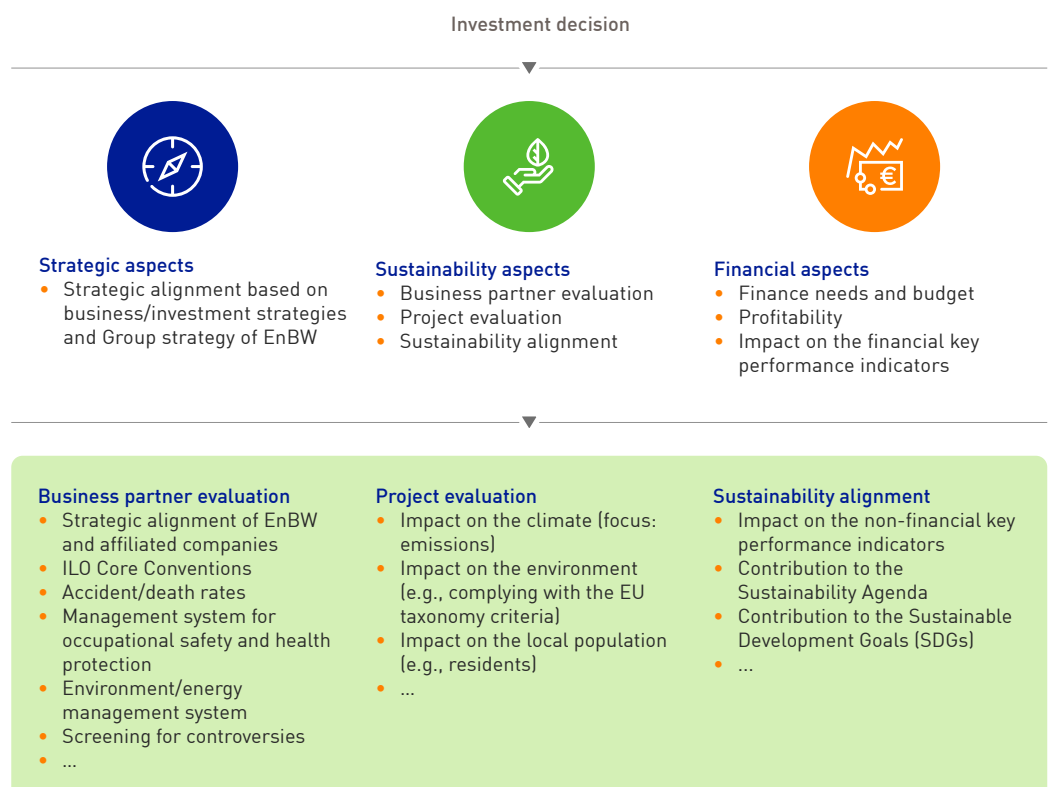 Investment decision
€
Strategic aspects
• Strategic alignment based on
business/investment strategies
and Group strategy of EnBW
Sustainability aspects
• Business partner evaluation
• Project evaluation
• Sustainability alignment
Financial aspects
• Finance needs and budget
• Profitability
• Impact on the financial key
performance indicators
Business partner evaluation
• Strategic alignment of EnBW
and affiliated companies
• ILO Core Conventions
• Accident/death rates
• Management system for
occupational safety and health
protection
• Environment/energy
management system
• Screening for controversies
• ...
Project evaluation
• Impact on the climate (focus:
emissions)
• Impact on the environment
(e.g., complying with the EU
taxonomy criteria)
• Impact on the local population
(e.g., residents)
• ...
Sustainability alignment
• Impact on the non-financial key
performance indicators
• Contribution to the
Sustainability Agenda
• Contribution to the Sustainable
Development Goals (SDGs)
• ...